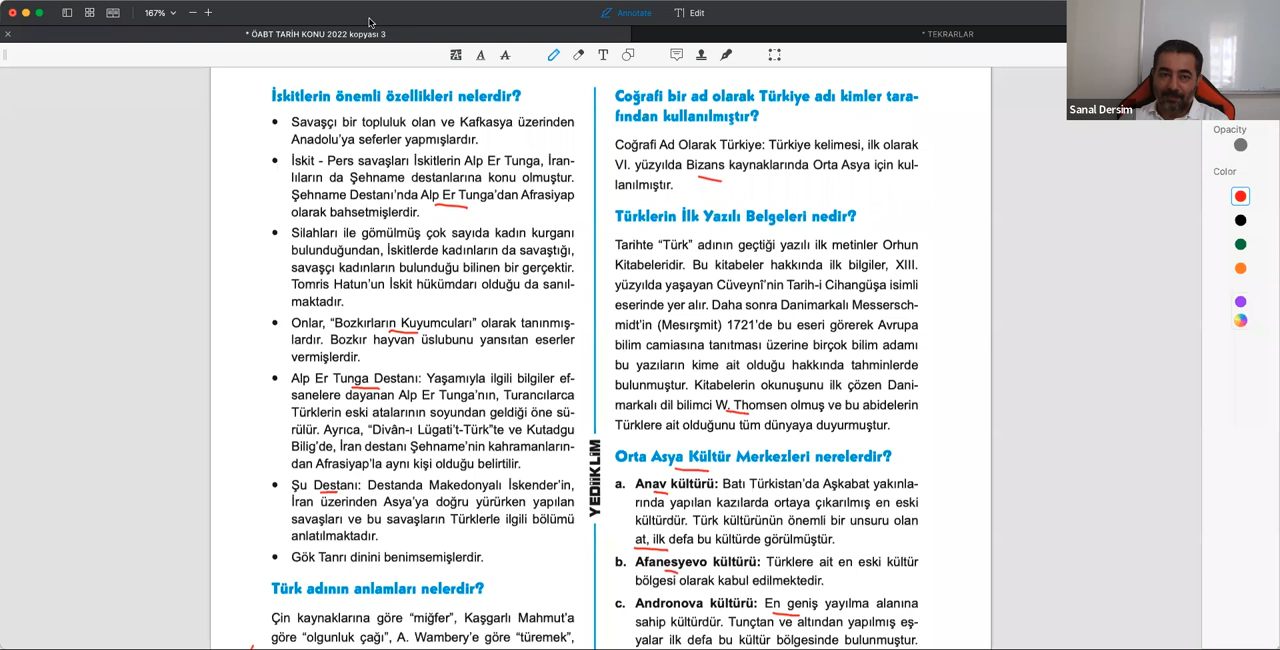 167%
Annotate
Edit
* ÖABT TARİH KONU 2022 kopyası 3
* TEKRARLAR
Sanal Dersim
Opacity
Color
İskitlerin önemli özellikleri nelerdir?
• Savaşçı bir topluluk olan ve Kafkasya üzerinden
Anadolu’ya seferler yapmışlardır.
• İskit - Pers savaşları İskitlerin Alp Er Tunga, İran-
lıların da Şehname destanlarına konu olmuştur.
Şehname Destanı’nda Alp Er Tunga’dan Afrasiyap
olarak bahsetmişlerdir.
• Silahları ile gömülmüş çok sayıda kadın kurganı
bulunduğundan, İskitlerde kadınların da savaştığı,
savaşçı kadınların bulunduğu bilinen bir gerçektir.
Tomris Hatun’un İskit hükümdarı olduğu da sanıl-
maktadır.
• Onlar, “Bozkırların Kuyumcuları” olarak tanınmış-
lardır. Bozkır hayvan üslubunu yansıtan eserler
vermişlerdir.
• Alp Er Tunga Destanı: Yaşamıyla ilgili bilgiler ef-
sanelere dayanan Alp Er Tunga’nın, Turancılarca
Türklerin eski atalarının soyundan geldiği öne sü-
rülür. Ayrıca, “Divân-ı Lügati’t-Türk”te ve Kutadgu
Bilig’de, İran destanı Şehname’nin kahramanların-
dan Afrasiyap’la aynı kişi olduğu belirtilir.
• Şu Destanı: Destanda Makedonyalı İskender’in,
İran üzerinden Asya’ya doğru yürürken yapılan
savaşları ve bu savaşların Türklerle ilgili bölümü
anlatılmaktadır.
• Gök Tanrı dinini benimsemişlerdir.
Türk adının anlamları nelerdir?
Çin kaynaklarına göre “miğfer”, Kaşgarlı Mahmut’a
göre “olgunluk çağı”, A. Wambery’e göre “türemek”,
YEDİİKLİM
Coğrafi bir ad olarak Türkiye adı kimler tara-
fından kullanılmıştır?
Coğrafi Ad Olarak Türkiye: Türkiye kelimesi, ilk olarak
VI. yüzyılda Bizans kaynaklarında Orta Asya için kul-
lanılmıştır.
Türklerin İlk Yazılı Belgeleri nedir?
Tarihte “Türk” adının geçtiği yazılı ilk metinler Orhun
Kitabeleridir. Bu kitabeler hakkında ilk bilgiler, XIII.
yüzyılda yaşayan Cüveynî’nin Tarih-i Cihangüşa isimli
eserinde yer alır. Daha sonra Danimarkalı Messersch-
midt’in (Mesırşmit) 1721’de bu eseri görerek Avrupa
bilim camiasına tanıtması üzerine birçok bilim adamı
bu yazıların kime ait olduğu hakkında tahminlerde
bulunmuştur. Kitabelerin okunuşunu ilk çözen Dani-
markalı dil bilimci W. Thomsen olmuş ve bu abidelerin
Türklere ait olduğunu tüm dünyaya duyurmuştur.
Orta Asya Kültür Merkezleri nerelerdir?
a. Anav kültürü: Batı Türkistan’da Aşkabat yakınla-
rında yapılan kazılarda ortaya çıkarılmış en eski
kültürdür. Türk kültürünün önemli bir unsuru olan
at, ilk defa bu kültürde görülmüştür.
b. Afanesyevo kültürü: Türklere ait en eski kültür
bölgesi olarak kabul edilmektedir.
c. Andronova kültürü: En geniş yayılma alanına
sahip kültürdür. Tunçtan ve altından yapılmış eş-
yalar ilk defa bu kültür bölgesinde bulunmuştur.